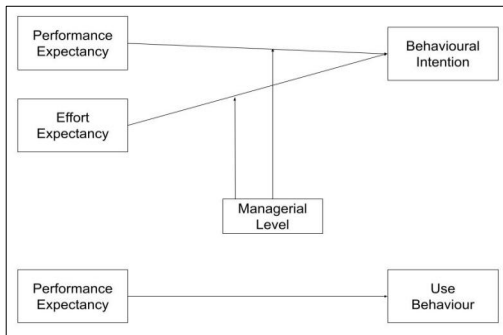 Performance
Expectancy
Behavioural
Intention
Effort
Expectancy
Managerial
Level
Performance
Expectancy
Use
Behaviour